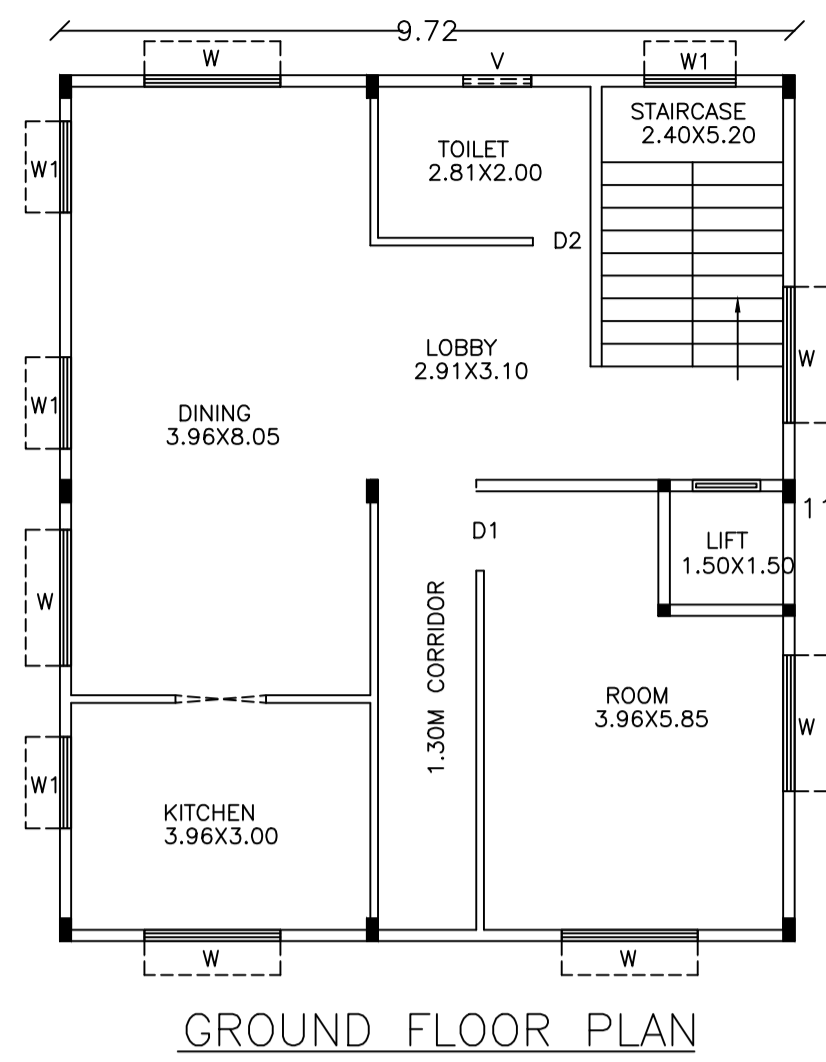 9.72
W
V
W1
STAIRCASE
2.40X5.20
TOILET
2.81X2.00
W1
D2
LOBBY
2.91X3.10
W
W1
DINING
3.96X8.05
D1
LIFT
1.50X1.50
W
1.30M CORRIDOR
ROOM
3.96X5.85
W
W1
KITCHEN
3.96X3.00
W
W
GROUND FLOOR PLAN